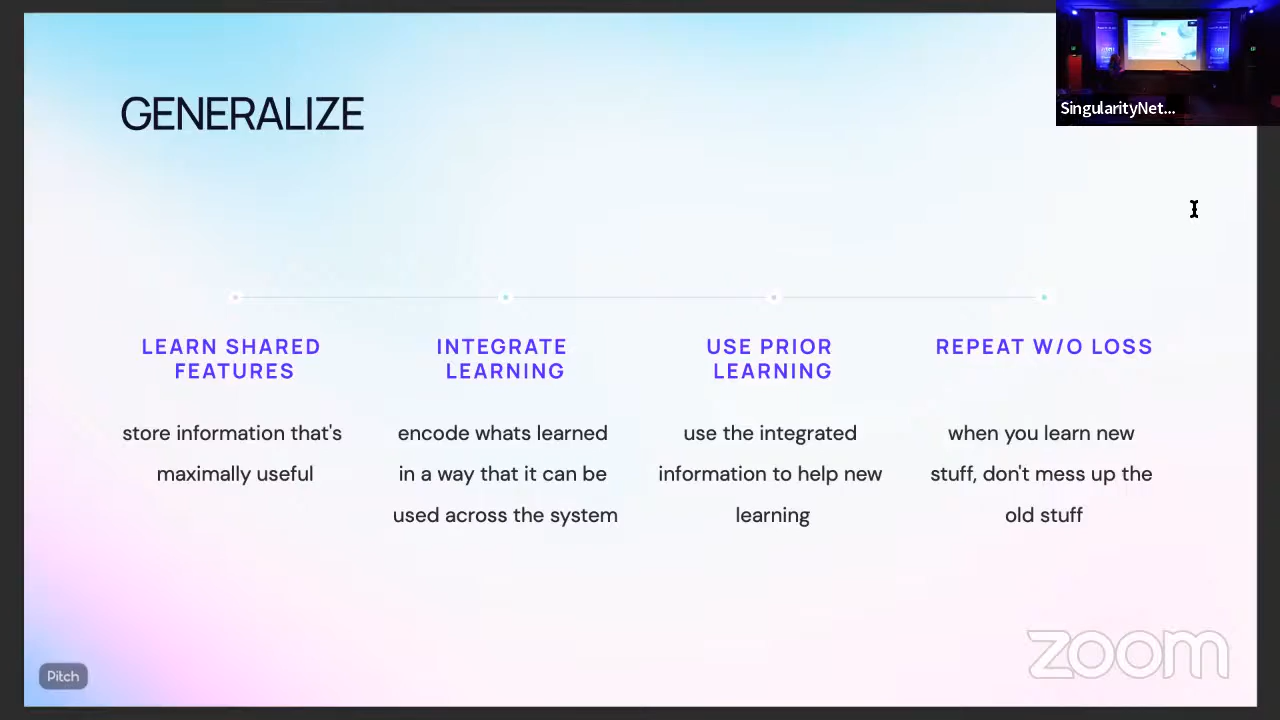 GENERALIZE
SingularityNet...
LEARN SHARED
FEATURES
store information that's
maximally useful
INTEGRATE
LEARNING
encode whats learned
in a way that it can be
used across the system
USE PRIOR
LEARNING
use the integrated
information to help new
learning
REPEAT W/O LOSS
when you learn new
stuff, don't mess up the
old stuff
Pitch
zoom